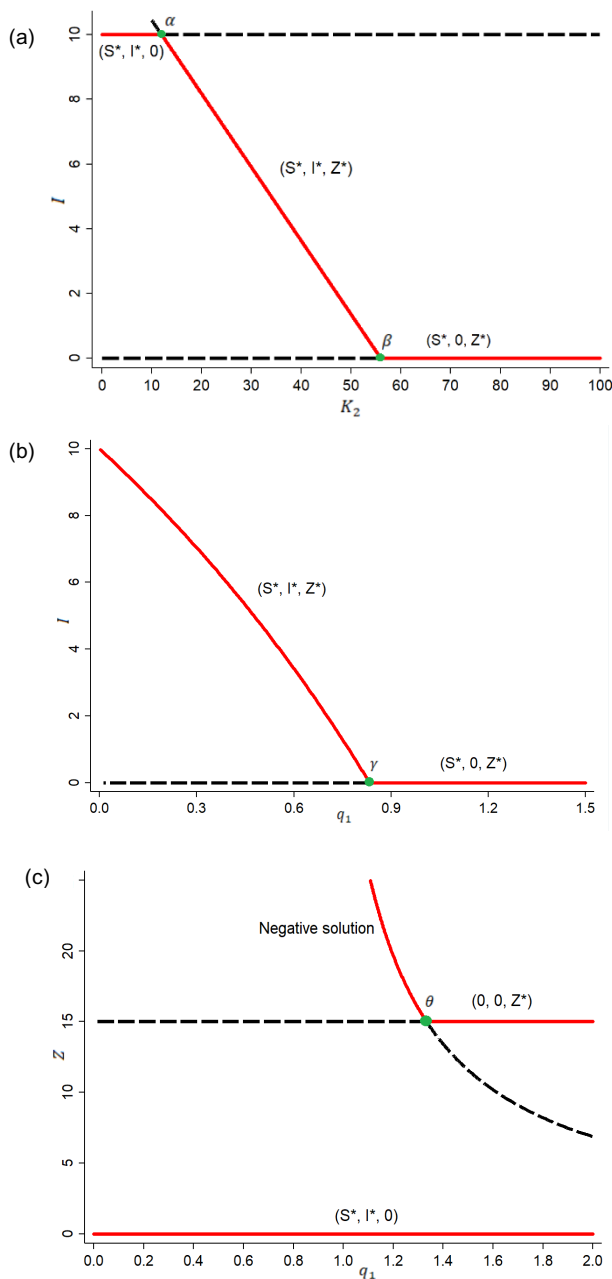 (a)
α
10
(S*, I*, 0)
8
(S*, I*, Z*)
6
I
4
2
β
(S*, 0, Z*)
0
0 10 20 30 40 50 60 70 80 90 100
K₂
(b)
10
8
(S*, I*, Z*)
6
I
4
2
γ
(S*, 0, Z*)
0
0.0 0.3 0.6 0.9 1.2 1.5
q₁
(c)
Negative solution
20
θ
(0, 0, Z*)
15
Z
10
5
(S*, I*, 0)
0
0.0 0.2 0.4 0.6 0.8 1.0 1.2 1.4 1.6 1.8 2.0
q₁